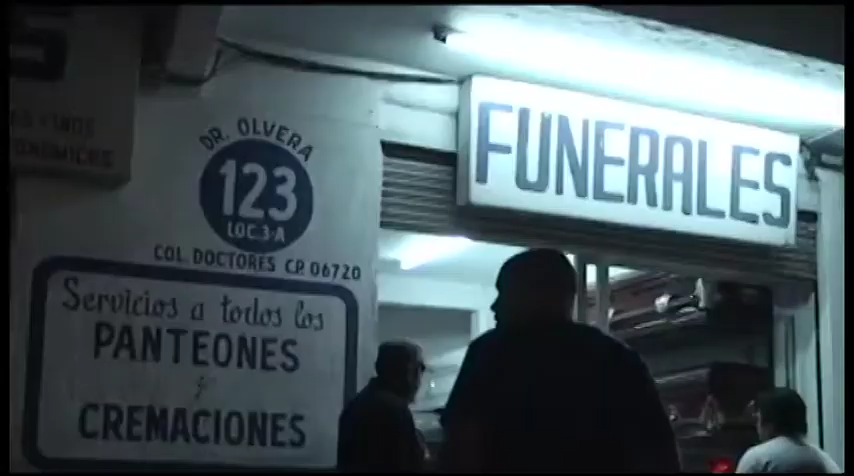 DR. OLVERA
123
LOC.3-A
COL. DOCTORES C.P. 06720
Servicios a todos los
PANTEONES
y
CREMACIONES
FUNERALES